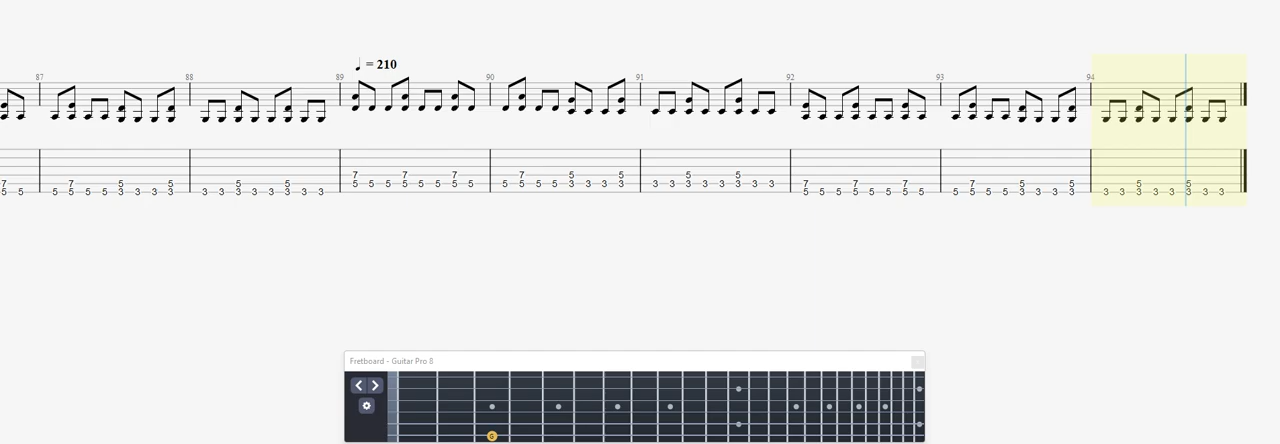 ♩ = 210
87 88 89 90 91 92 93 94
7 7 5 5 7 7 7 7 5 5 5 7 7 7 7 5 5 5 5
5 5 5 5 5 5 3 3 3 3 3 3 3 3 3 3 3 3 5 5 5 5 5 5 5 5 5 5 5 5 3 3 3 3 3 3 3 3 3 3 3 3 5 5 5 5 5 5 5 5 5 5 5 5 3 3 3 3 3 3 3 3 3 3 3 3
Fretboard - Guitar Pro 8